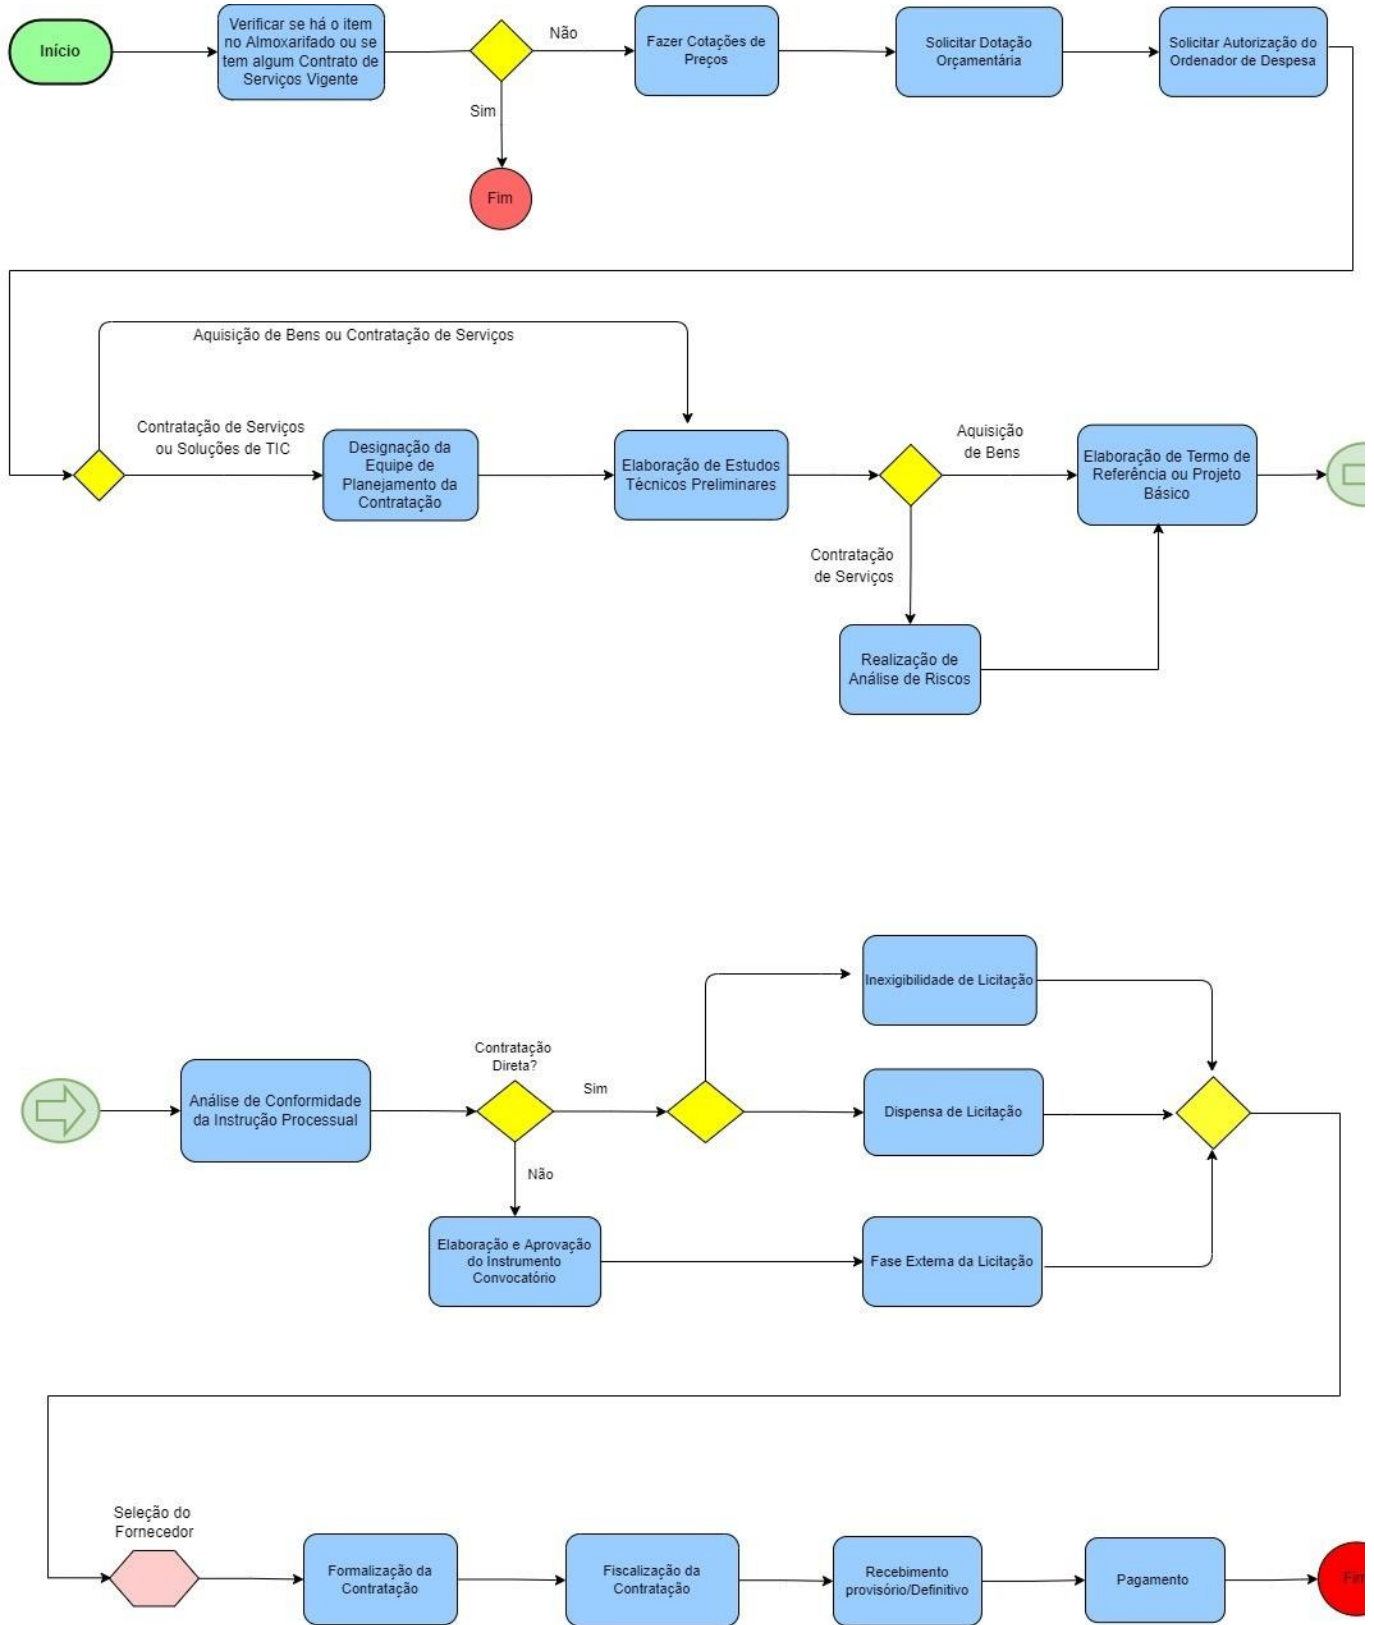 Início
Verificar se há o item
no Almoxarifado ou se
tem algum Contrato de
Serviços Vigente
Não
Sim
Fim
Fazer Cotações de
Preços
Solicitar Dotação
Orçamentária
Solicitar Autorização do
Ordenador de Despesa
Aquisição de Bens ou Contratação de Serviços
Contratação de Serviços
ou Soluções de TIC
Designação da
Equipe de
Planejamento da
Contratação
Elaboração de Estudos
Técnicos Preliminares
Aquisição
de Bens
Contratação
de Serviços
Realização de
Análise de Riscos
Elaboração de Termo de
Referência ou Projeto
Básico
Análise de Conformidade
da Instrução Processual
Contratação
Direta?
Sim
Não
Inexigibilidade de Licitação
Dispensa de Licitação
Elaboração e Aprovação
do Instrumento
Convocatório
Fase Externa da Licitação
Seleção do
Fornecedor
Formalização da
Contratação
Fiscalização da
Contratação
Recebimento
provisório/Definitivo
Pagamento